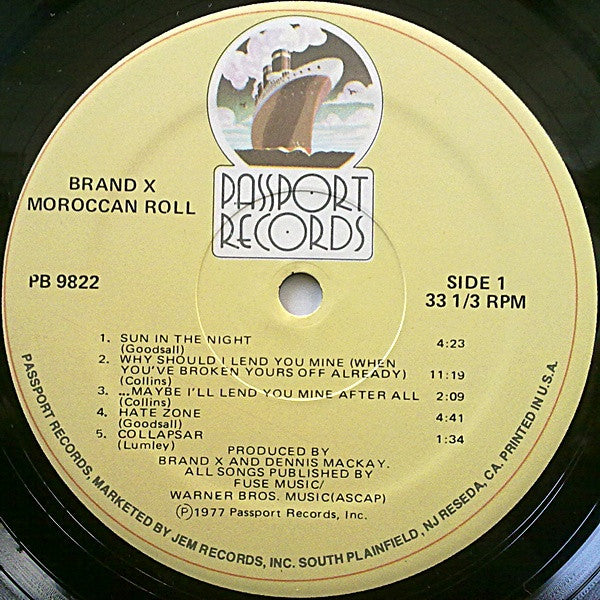 PASSPORT
RECORDS
BRAND X
MOROCCAN ROLL
PB 9822
SIDE 1
33 1/3 RPM
1. SUN IN THE NIGHT 4:23
(Goodsall)
2. WHY SHOULD I LEND YOU MINE (WHEN
YOU'VE BROKEN YOURS OFF ALREADY) 11:19
(Collins)
3. ...MAYBE I'LL LEND YOU MINE AFTER ALL 2:09
(Collins)
4. HATE ZONE 4:41
(Goodsall)
5. COLLAPSAR 1:34
(Lumley)
PRODUCED BY
BRAND X AND DENNIS MACKAY.
ALL SONGS PUBLISHED BY
FUSE MUSIC/
WARNER BROS. MUSIC(ASCAP)
Ⓟ1977 Passport Records, Inc.
PASSPORT RECORDS, MARKETED BY JEM RECORDS, INC. SOUTH PLAINFIELD, NJ RESEDA, CA. PRINTED IN U.S.A.